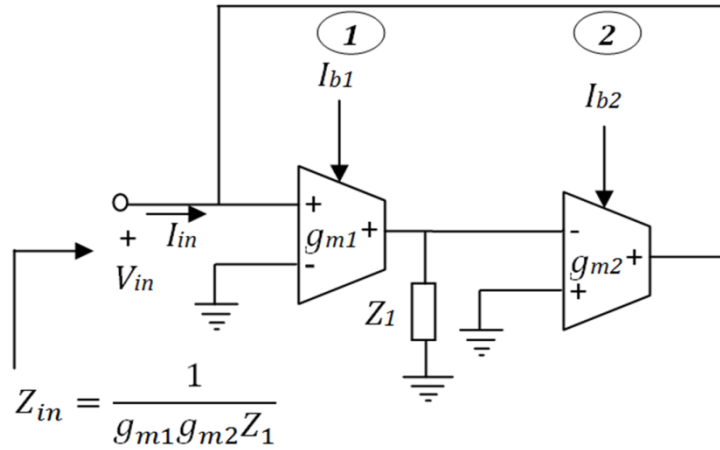 1
2
Ib1
Ib2
+
gm1
+
-
-
gm2
+
+
Iin
+
Vin
Z1
Zin = 1 / gm1gm2Z1